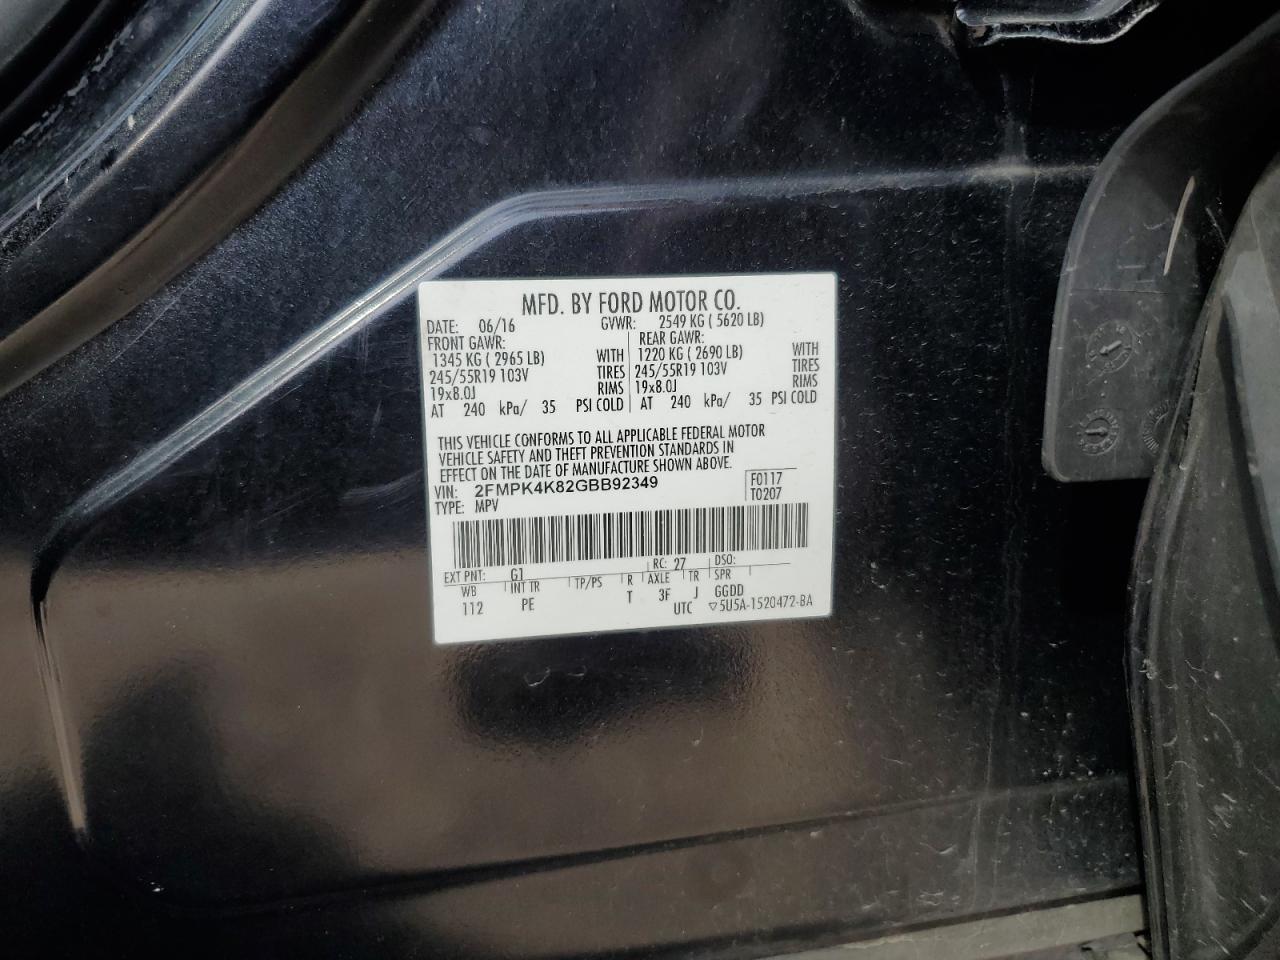 MFD. BY FORD MOTOR CO.
DATE: 06/16 GVWR: 2549 KG ( 5620 LB)
FRONT GAWR: REAR GAWR:
1345 KG ( 2965 LB) WITH 1220 KG ( 2690 LB) WITH
245/55R19 103V TIRES 245/55R19 103V TIRES
19x8.0J RIMS 19x8.0J RIMS
AT 240 kPa/ 35 PSI COLD AT 240 kPa/ 35 PSI COLD
THIS VEHICLE CONFORMS TO ALL APPLICABLE FEDERAL MOTOR
VEHICLE SAFETY AND THEFT PREVENTION STANDARDS IN
EFFECT ON THE DATE OF MANUFACTURE SHOWN ABOVE.
VIN: 2FMPK4K82GBB92349 F0117
TYPE: MPV T0207
EXT PNT: G1 RC: 27 DSO:
WB INT TR TP/PS R AXLE TR SPR
112 PE T 3F J GGDD
UTC ▽5U5A-1520472-BA